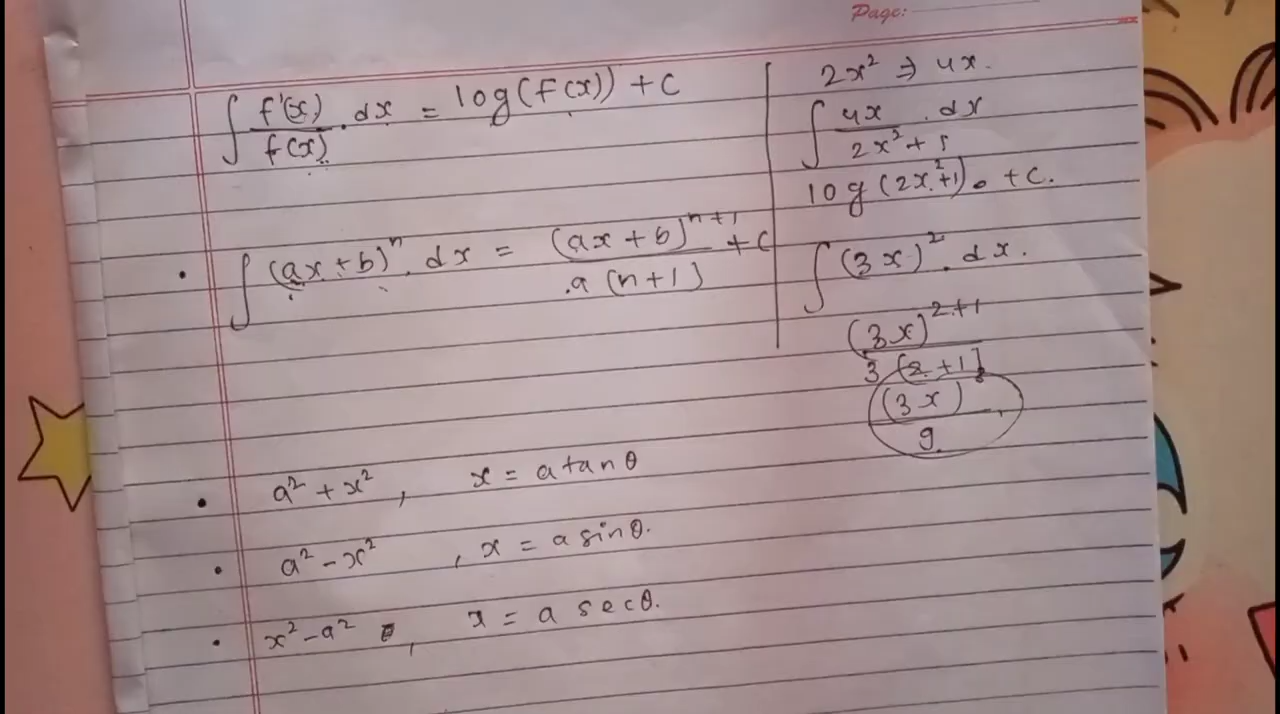 Page:
∫ f'(x)/f(x) . dx = log(f(x)) + C
• ∫ (ax + b)ⁿ . dx = (ax + b)ⁿ⁺¹/a(n+1) + C
• a² + x² , x = a tan θ
• a² - x² , x = a sin θ.
• x² - a² , x = a sec θ.
2x² ⇒ 4x.
∫ 4x/2x² + 1 . dx
log(2x²+1) . + C.
∫ (3x)² . dx.
(3x)²⁺¹/3 [2 + 1]
(3x)³/9.